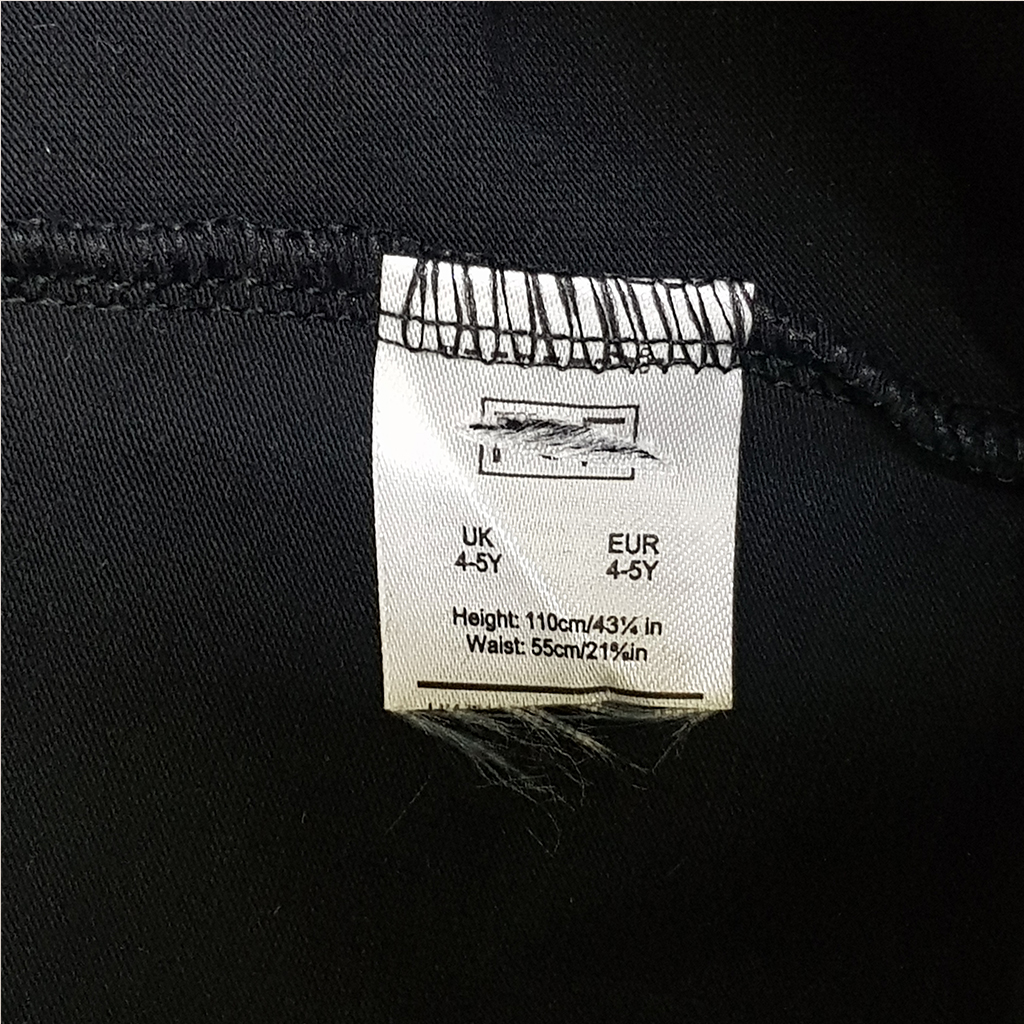 UK EUR
4-5Y 4-5Y
Height: 110cm/43¼ in
Waist: 55cm/21⅝in